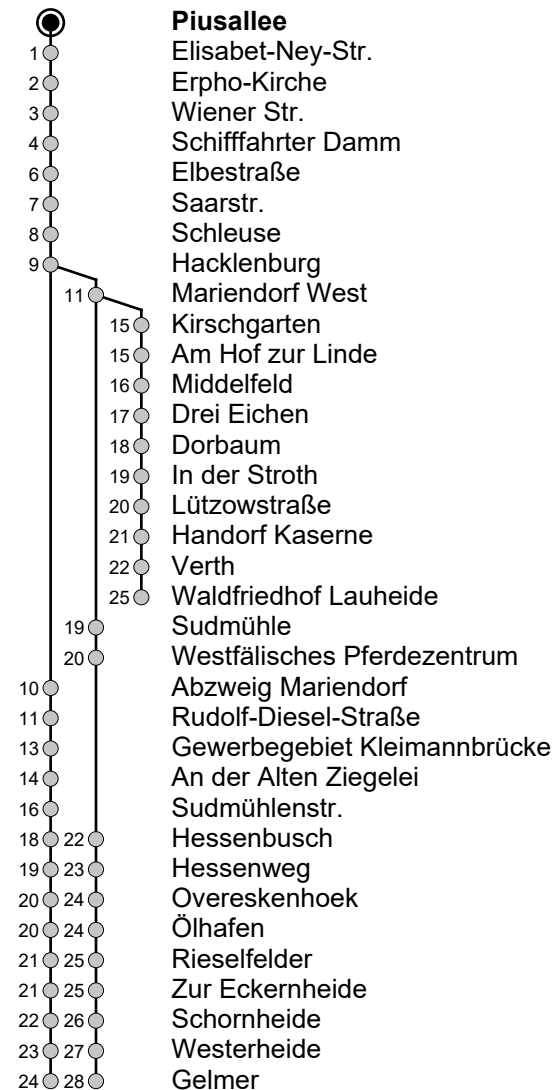 Piusallee
1 Elisabet-Ney-Str.
2 Erpho-Kirche
3 Wiener Str.
4 Schifffahrter Damm
6 Elbestraße
7 Saarstr.
8 Schleuse
9 Hacklenburg
11 Mariendorf West
15 Kirschgarten
15 Am Hof zur Linde
16 Middelfeld
17 Drei Eichen
18 Dorbaum
19 In der Stroth
20 Lützowstraße
21 Handorf Kaserne
22 Verth
25 Waldfriedhof Lauheide
19 Sudmühle
20 Westfälisches Pferdezentrum
10 Abzweig Mariendorf
11 Rudolf-Diesel-Straße
13 Gewerbegebiet Kleimannbrücke
14 An der Alten Ziegelei
16 Sudmühlenstr.
18 22 Hessenbusch
19 23 Hessenweg
20 24 Overeskenhoek
20 24 Ölhafen
21 25 Rieselfelder
21 25 Zur Eckernheide
22 26 Schornheide
23 27 Westerheide
24 28 Gelmer